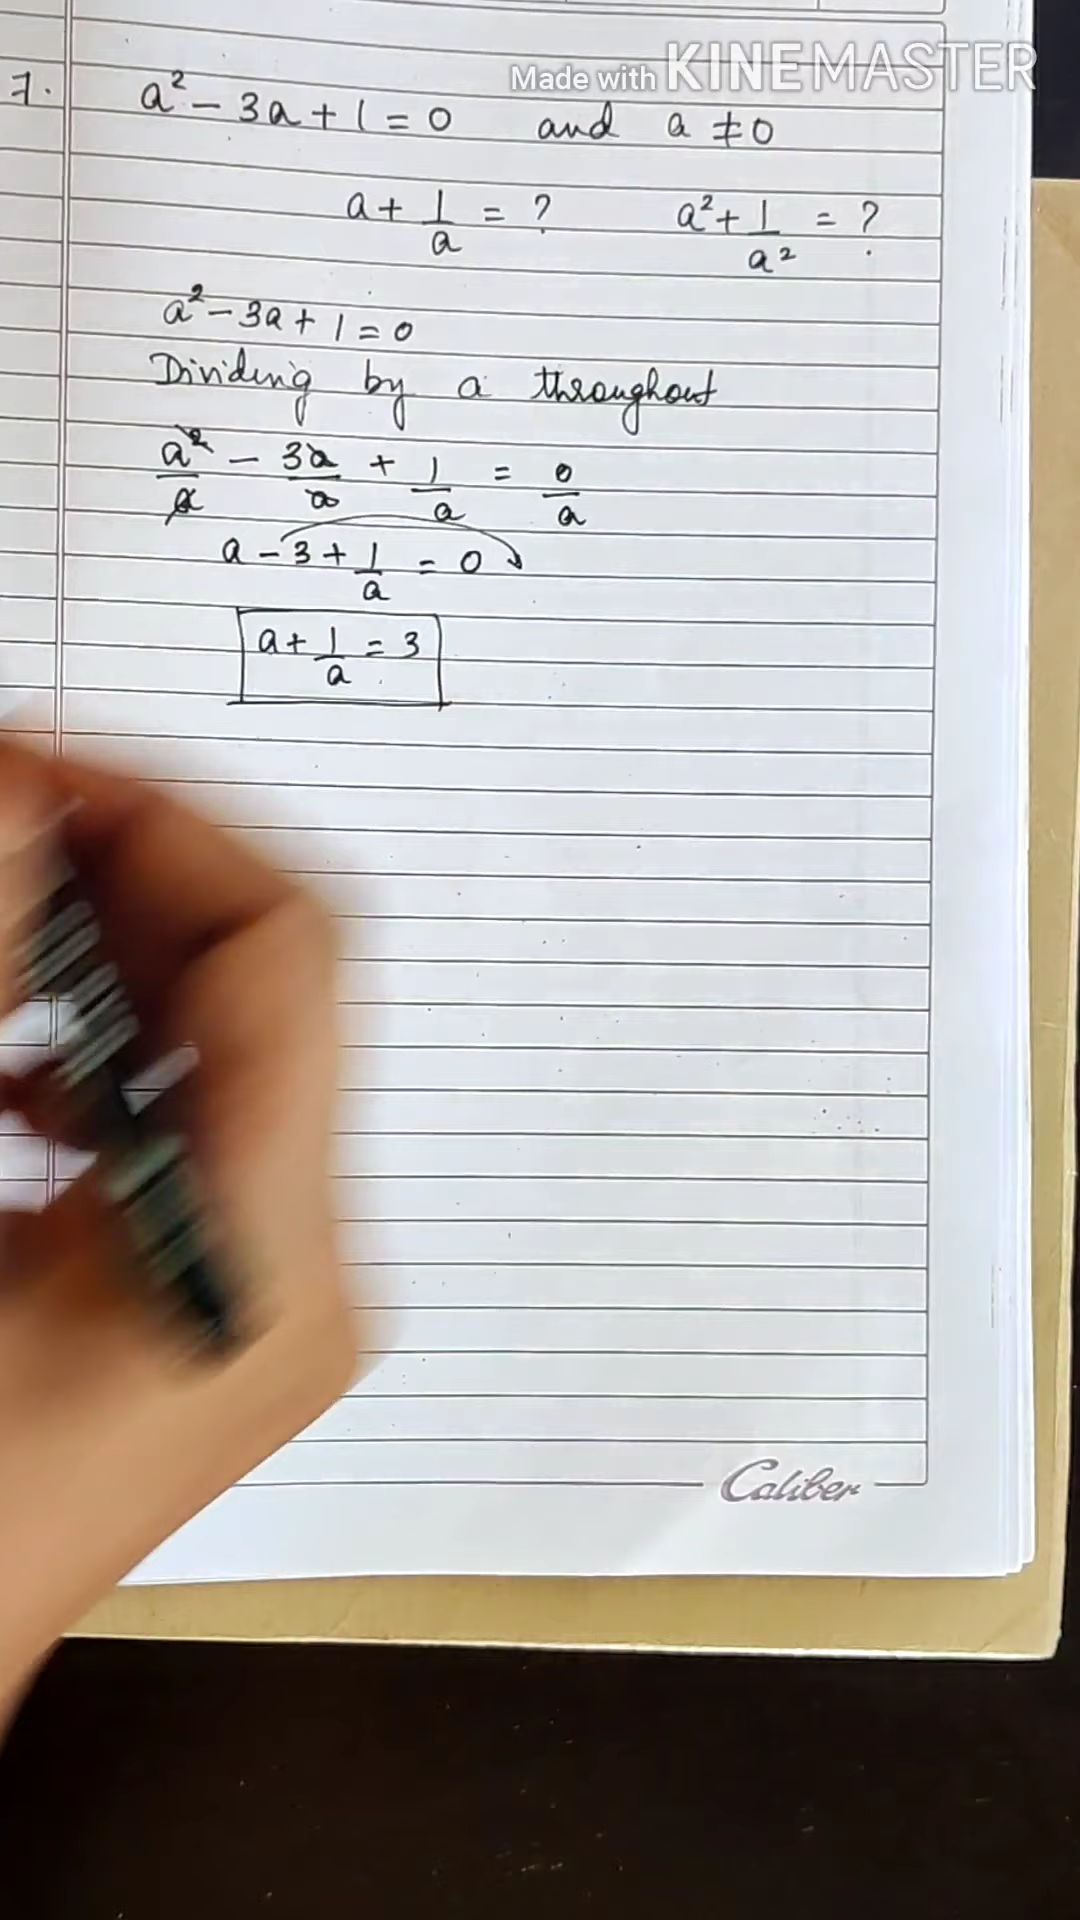 Made with KINEMASTER
7. a² - 3a + 1 = 0 and a ≠ 0
a + 1/a = ? a² + 1/a² = ?
a² - 3a + 1 = 0
Dividing by a throughout
a²/a - 3a/a + 1/a = 0/a
a - 3 + 1/a = 0
a + 1/a = 3
Caliber